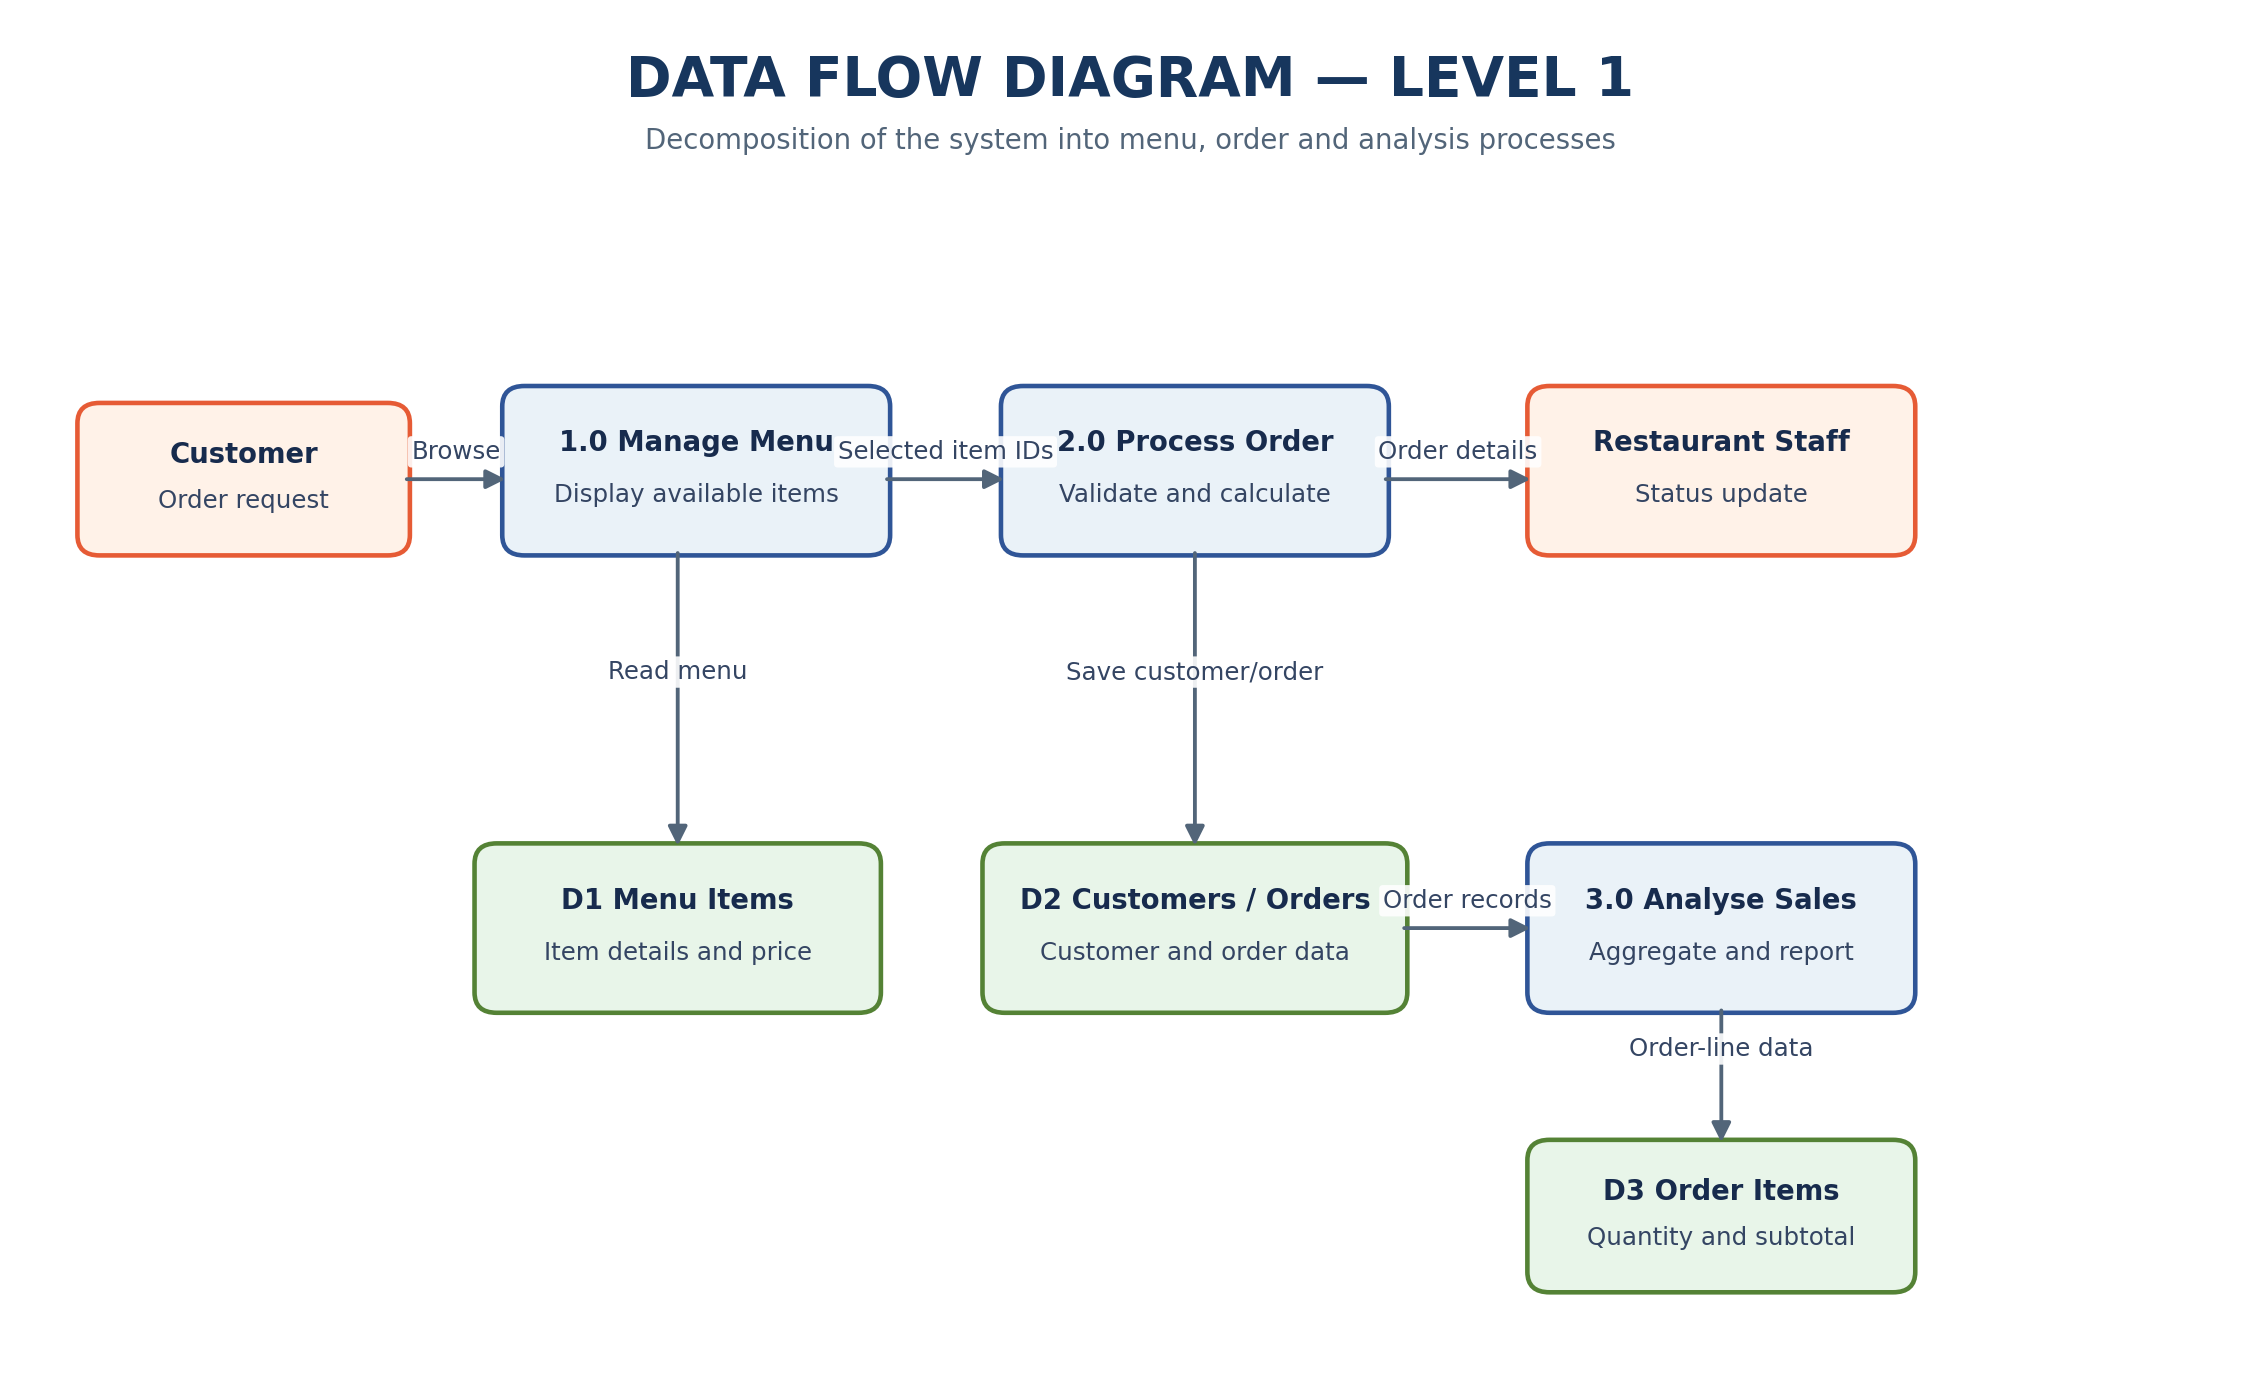 DATA FLOW DIAGRAM — LEVEL 1
Decomposition of the system into menu, order and analysis processes
Customer
Order request
Browse
1.0 Manage Menu
Display available items
Selected item IDs
2.0 Process Order
Validate and calculate
Order details
Restaurant Staff
Status update
Read menu
Save customer/order
D1 Menu Items
Item details and price
D2 Customers / Orders
Customer and order data
Order records
3.0 Analyse Sales
Aggregate and report
Order-line data
D3 Order Items
Quantity and subtotal